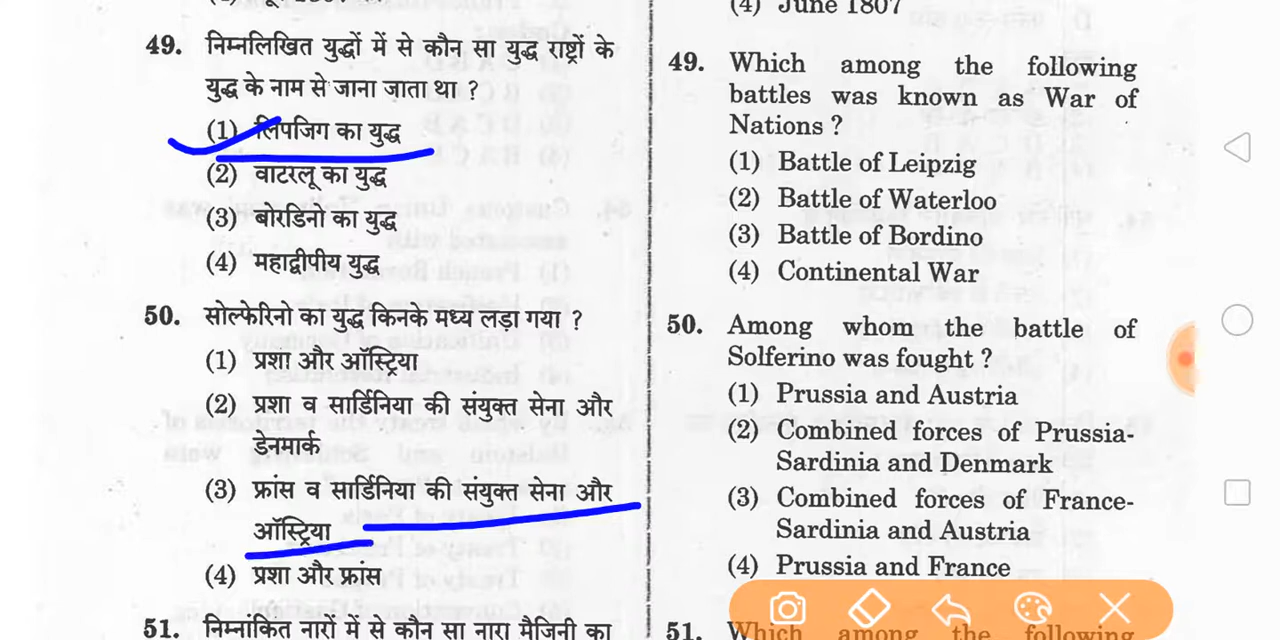 49. निम्नलिखित युद्धों में से कौन सा युद्ध राष्ट्रों के
युद्ध के नाम से जाना जाता था ?
(1) लिपजिग का युद्ध
(2) वाटरलू का युद्ध
(3) बोरडिनो का युद्ध
(4) महाद्वीपीय युद्ध
50. सोल्फेरिनो का युद्ध किनके मध्य लड़ा गया ?
(1) प्रशा और ऑस्ट्रिया
(2) प्रशा व सार्डिनिया की संयुक्त सेना और
डेनमार्क
(3) फ्रांस व सार्डिनिया की संयुक्त सेना और
ऑस्ट्रिया
(4) प्रशा और फ्रांस
51. निम्नांकित नारों में से कौन सा नारा मैजिनी का
(4) June 1807
49. Which among the following
battles was known as War of
Nations ?
(1) Battle of Leipzig
(2) Battle of Waterloo
(3) Battle of Bordino
(4) Continental War
50. Among whom the battle of
Solferino was fought ?
(1) Prussia and Austria
(2) Combined forces of Prussia-
Sardinia and Denmark
(3) Combined forces of France-
Sardinia and Austria
(4) Prussia and France
51. Which among the following